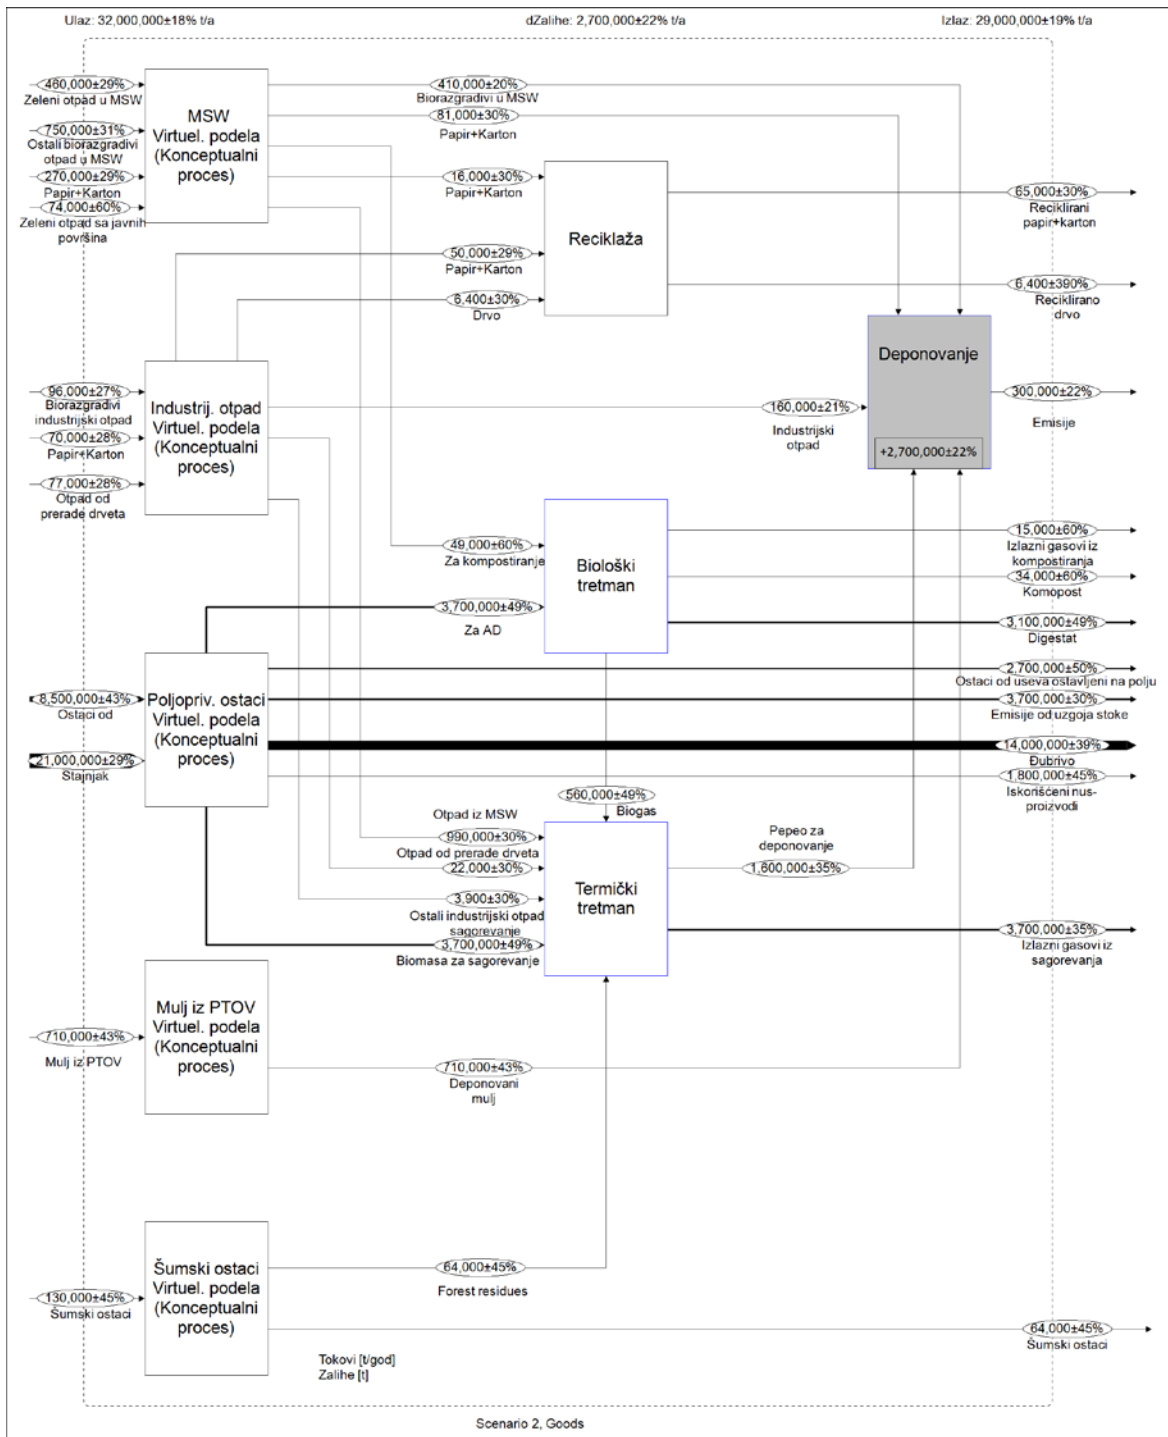 Ulaz: 32,000,000±18% t/a
dZalihe: 2,700,000±22% t/a
Izlaz: 29,000,000±19% t/a
460,000±29%
Zeleni otpad u MSW
750,000±31%
Ostali biorazgradivi
otpad u MSW
270,000±29%
Papir+Karton
74,000±60%
Zeleni otpad sa javnih
površina
MSW
Virtuel. podela
(Konceptualni
proces)
410,000±20%
Biorazgradivi u MSW
81,000±30%
Papir+Karton
16,000±30%
Papir+Karton
50,000±29%
Papir+Karton
6,400±30%
Drvo
Reciklaža
65,000±30%
Reciklirani
papir+karton
6,400±390%
Reciklirano
drvo
Deponovanje
+2,700,000±22%
300,000±22%
Emisije
96,000±27%
Biorazgradivi
industrijski otpad
70,000±28%
Papir+Karton
77,000±28%
Otpad od
prerade drveta
Industrij. otpad
Virtuel. podela
(Konceptualni
proces)
160,000±21%
Industrijski
otpad
49,000±60%
Za kompostiranje
3,700,000±49%
Za AD
Biološki
tretman
15,000±60%
Izlazni gasovi iz
kompostiranja
34,000±60%
Komopost
3,100,000±49%
Digestat
2,700,000±50%
Ostaci od useva ostavljeni na polju
3,700,000±30%
Emisije od uzgoja stoke
14,000,000±39%
Đubrivo
1,800,000±45%
Iskorišćeni nus-
proizvodi
8,500,000±43%
Ostaci od
21,000,000±29%
Stajnjak
Poljopriv. ostaci
Virtuel. podela
(Konceptualni
proces)
560,000±49%
Biogas
Otpad iz MSW
990,000±30%
Otpad od prerade drveta
22,000±30%
3,900±30%
Ostali industrijski otpad
sagorevanje
3,700,000±49%
Biomasa za sagorevanje
Termički
tretman
Pepeo za
deponovanje
1,600,000±35%
3,700,000±35%
Izlazni gasovi iz
sagorevanja
710,000±43%
Mulj iz PTOV
Mulj iz PTOV
Virtuel. podela
(Konceptualni
proces)
710,000±43%
Deponovani
mulj
130,000±45%
Šumski ostaci
Šumski ostaci
Virtuel. podela
(Konceptualni
proces)
64,000±45%
Forest residues
64,000±45%
Šumski ostaci
Tokovi [t/god]
Zalihe [t]
Scenario 2, Goods